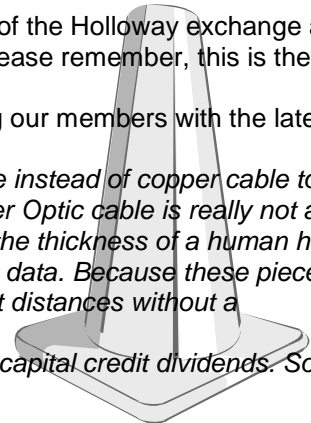 of the Holloway exchange a
ease remember, this is the
g our members with the late
e instead of copper cable to
er Optic cable is really not a
the thickness of a human h
data. Because these piece
t distances without a
capital credit dividends. So